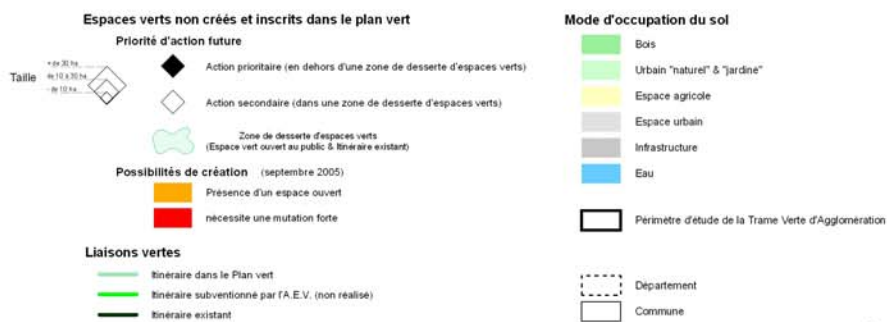 Espaces verts non créés et inscrits dans le plan vert
Priorité d'action future
Taille
+ de 30 ha
de 10 à 30 ha
- de 10 ha
Action prioritaire (en dehors d'une zone de desserte d'espaces verts)
Action secondaire (dans une zone de desserte d'espaces verts)
Zone de desserte d'espaces verts
(Espace vert ouvert au public & Itinéraire existant)
Possibilités de création (septembre 2005)
Présence d'un espace ouvert
nécessite une mutation forte
Liaisons vertes
Itinéraire dans le Plan vert
Itinéraire subventionné par l'A.E.V. (non réalisé)
Itinéraire existant
Mode d'occupation du sol
Bois
Urbain "naturel" & "jardiné"
Espace agricole
Espace urbain
Infrastructure
Eau
Périmètre d'étude de la Trame Verte d'Agglomération
Département
Commune